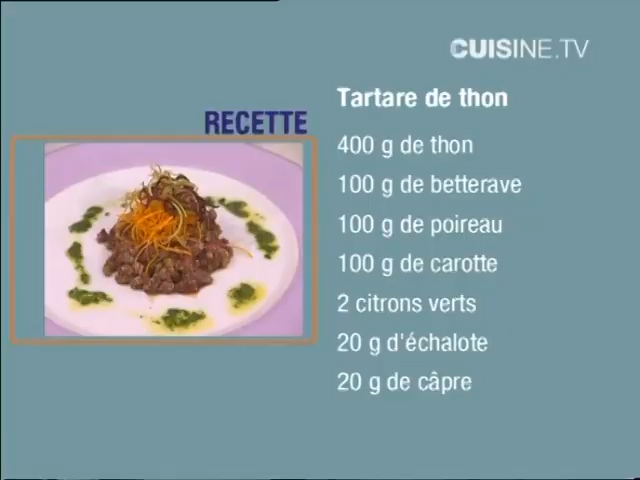 CUISINE.TV
RECETTE
Tartare de thon
400 g de thon
100 g de betterave
100 g de poireau
100 g de carotte
2 citrons verts
20 g d'échalote
20 g de câpre